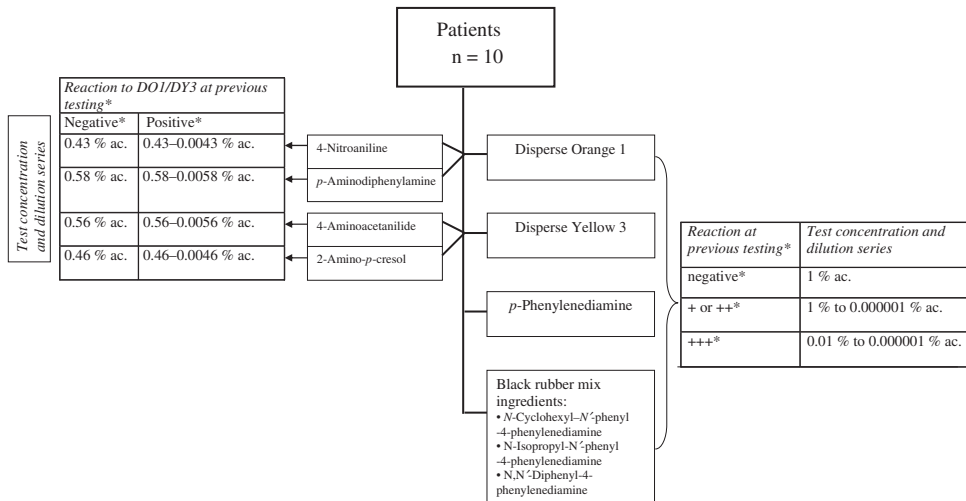 Patients
n = 10
Reaction to DO1/DY3 at previous
testing*
Negative* Positive*
0.43 % ac. 0.43–0.0043 % ac.
0.58 % ac. 0.58–0.0058 % ac.
0.56 % ac. 0.56–0.0056 % ac.
0.46 % ac. 0.46–0.0046 % ac.
Test concentration
and dilution series
4-Nitroaniline
p-Aminodiphenylamine
4-Aminoacetanilide
2-Amino-p-cresol
Disperse Orange 1
Disperse Yellow 3
p-Phenylenediamine
Black rubber mix
ingredients:
• N-Cyclohexyl–N′-phenyl
-4-phenylenediamine
• N-Isopropyl-N′-phenyl
-4-phenylenediamine
• N,N′-Diphenyl-4-
phenylenediamine
Reaction at Test concentration and
previous testing* dilution series
negative* 1 % ac.
+ or ++* 1 % to 0.000001 % ac.
+++* 0.01 % to 0.000001 % ac.